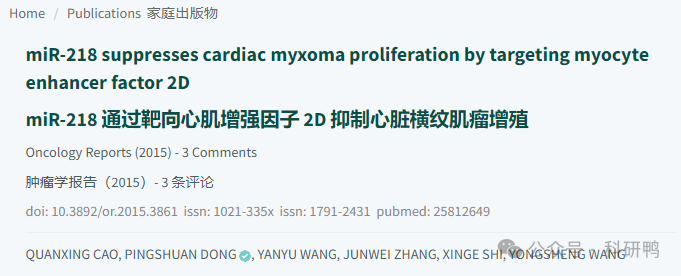 Home / Publications 家庭出版物
miR-218 suppresses cardiac myxoma proliferation by targeting myocyte
enhancer factor 2D
miR-218 通过靶向心肌增强因子 2D 抑制心脏横纹肌瘤增殖
Oncology Reports (2015) - 3 Comments
肿瘤学报告（2015）- 3 条评论
doi: 10.3892/or.2015.3861 issn: 1021-335x issn: 1791-2431 pubmed: 25812649
QUANXING CAO, PINGSHUAN DONG, YANYU WANG, JUNWEI ZHANG, XINGE SHI, YONGSHENG WANG
公众号 · 科研鸭